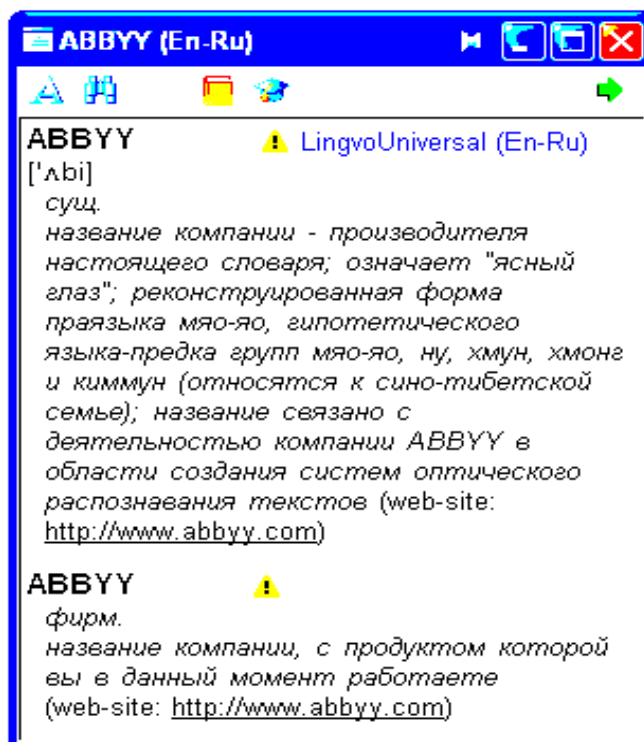 ABBYY (En-Ru)
ABBYY LingvoUniversal (En-Ru)
['ʌbi]
сущ.
название компании - производителя
настоящего словаря; означает "ясный
глаз"; реконструированная форма
праязыка мяо-яо, гипотетического
языка-предка групп мяо-яо, ну, хмун, хмонг
и киммун (относятся к сино-тибетской
семье); название связано с
деятельностью компании ABBYY в
области создания систем оптического
распознавания текстов (web-site:
http://www.abbyy.com)
ABBYY
фирм.
название компании, с продуктом которой
вы в данный момент работаете
(web-site: http://www.abbyy.com)